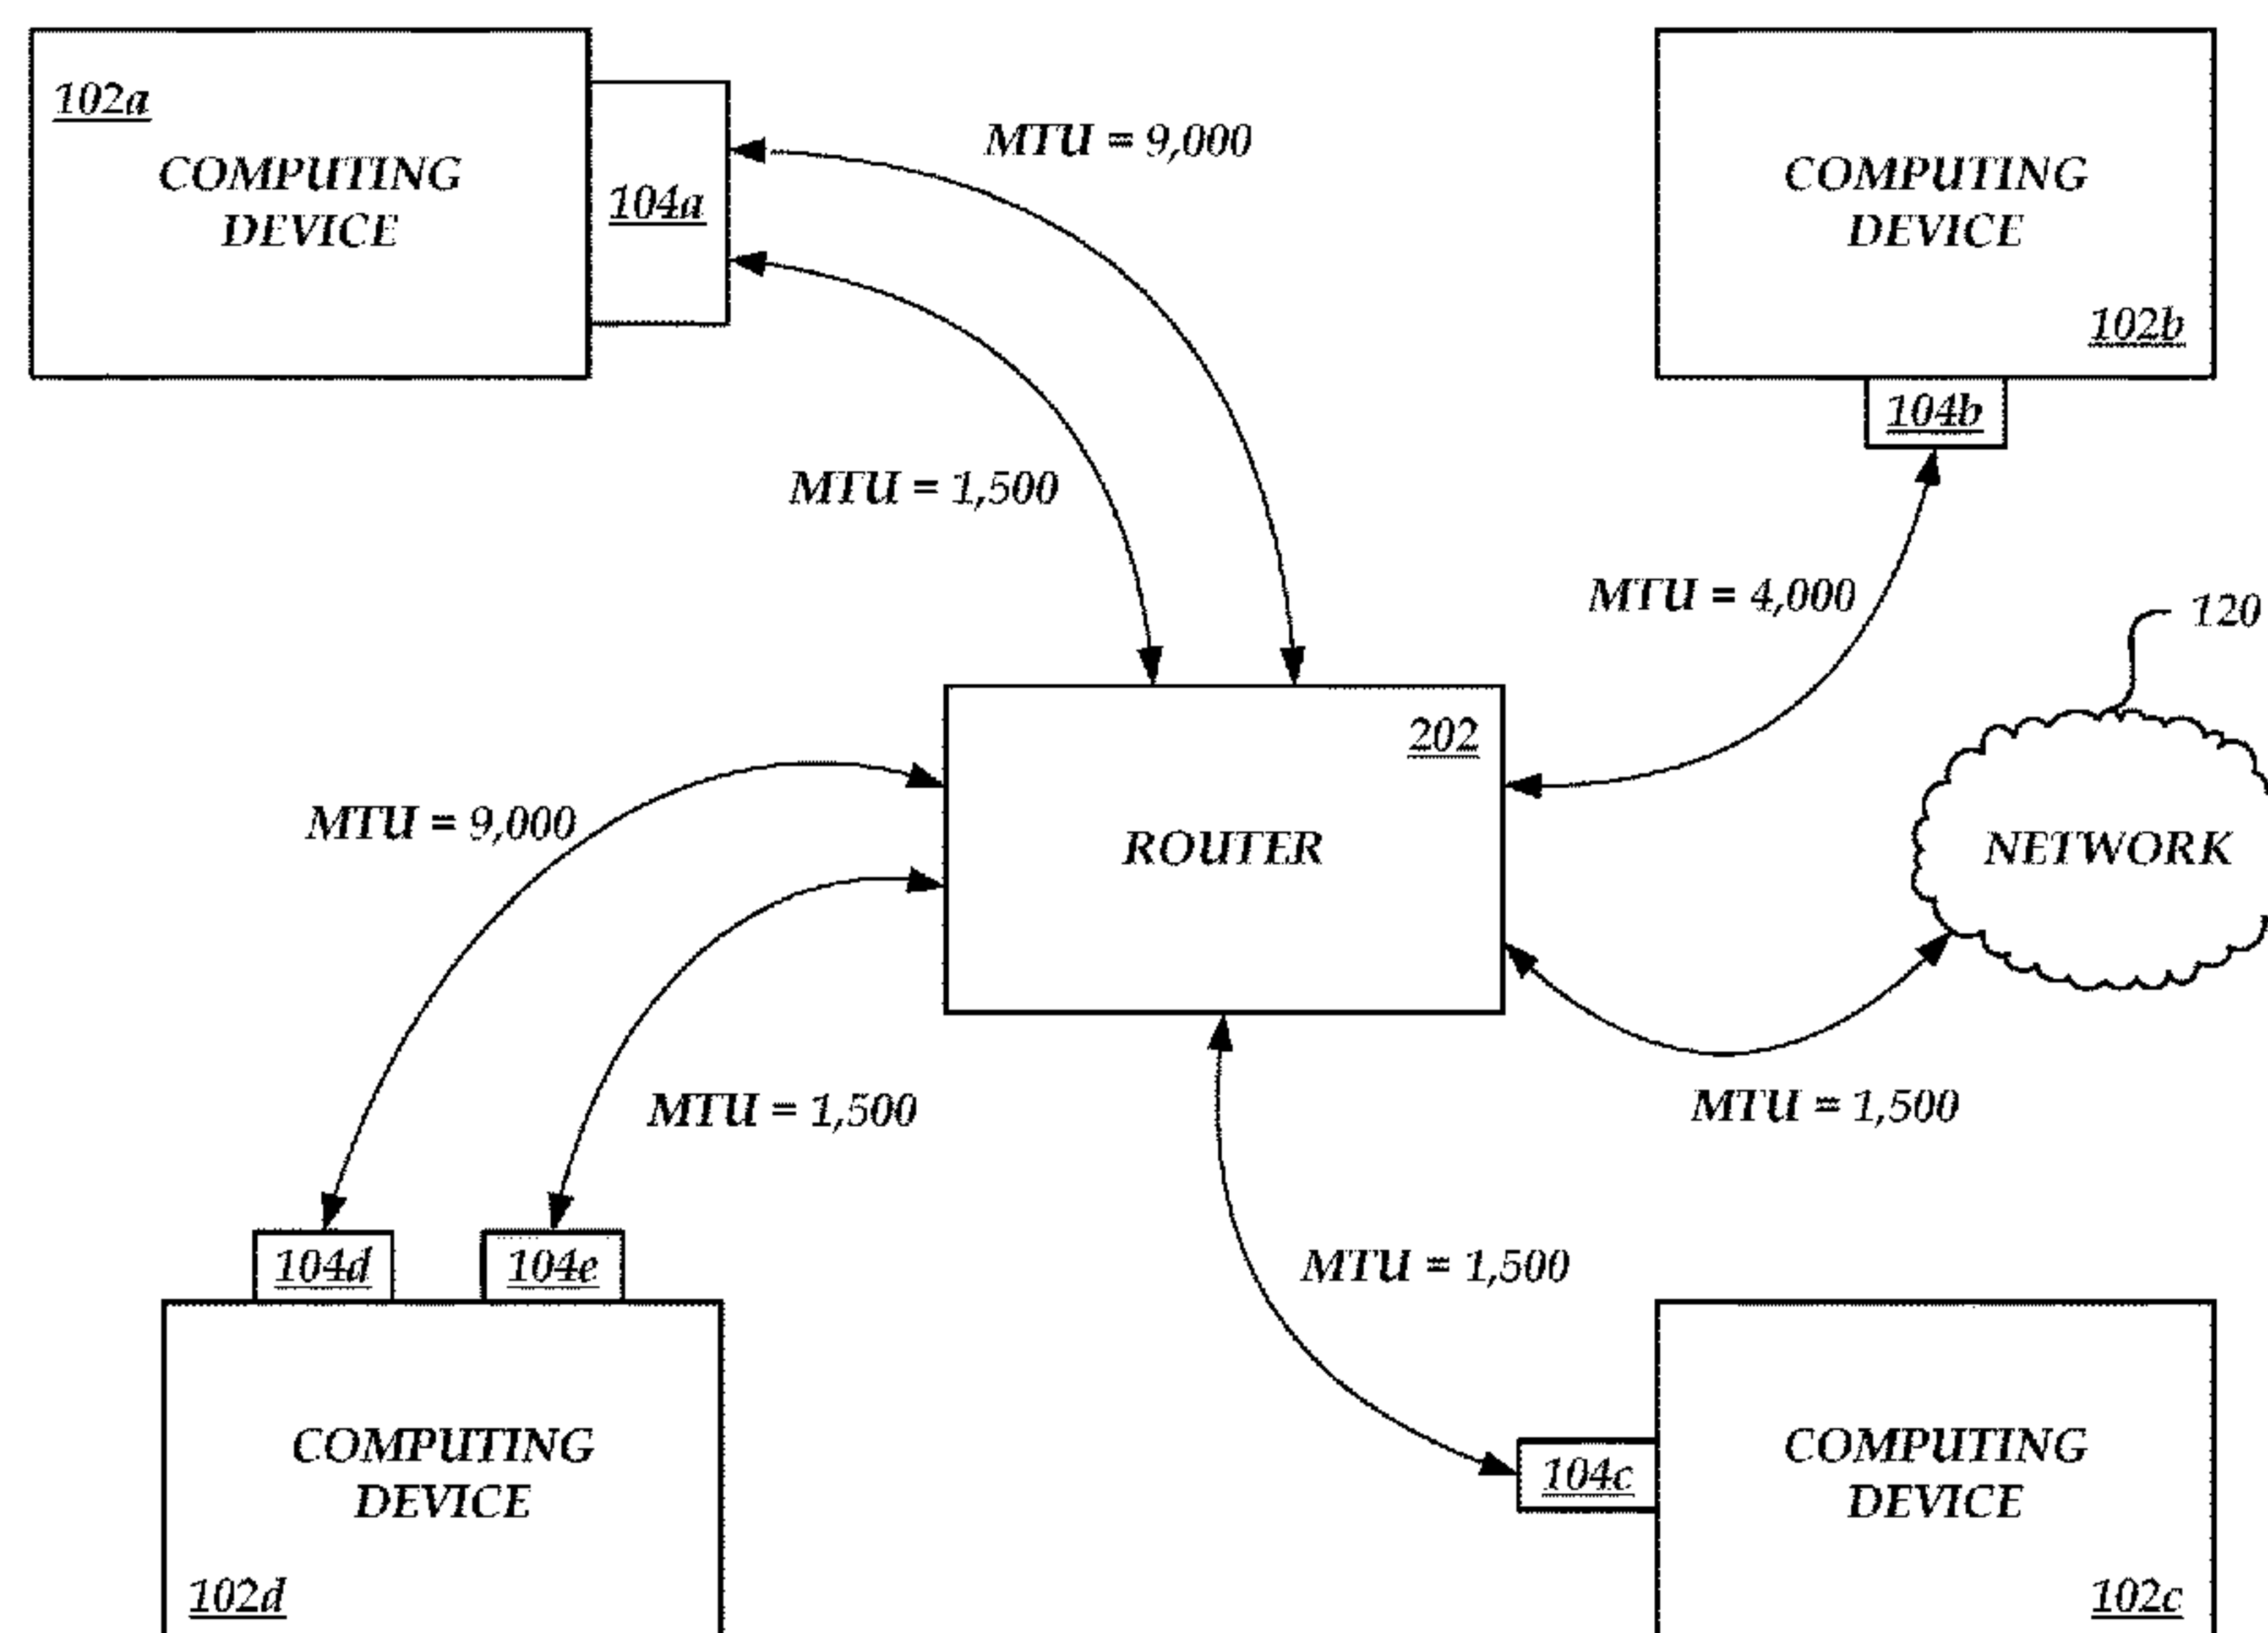 102a
COMPUTING
DEVICE
104a
MTU = 9,000
MTU = 1,500
COMPUTING
DEVICE
102b
104b
MTU = 4,000
120
202
ROUTER
NETWORK
MTU = 9,000
MTU = 1,500
MTU = 1,500
MTU = 1,500
104d
104e
COMPUTING
DEVICE
102d
104c
COMPUTING
DEVICE
102c